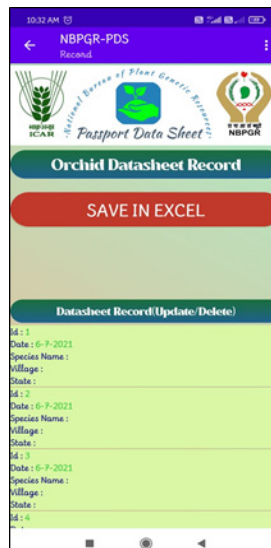 10:32 AM
NBPGR-PDS
Record
National Bureau of Plant Genetic Resources
ICAR
Passport Data Sheet
NBPGR
Orchid Datasheet Record
SAVE IN EXCEL
Datasheet Record(Update/Delete)
Id : 1
Date : 6-7-2021
Species Name :
Village :
State :
Id : 2
Date : 6-7-2021
Species Name :
Village :
State :
Id : 3
Date : 6-7-2021
Species Name :
Village :
State :
Id : 4